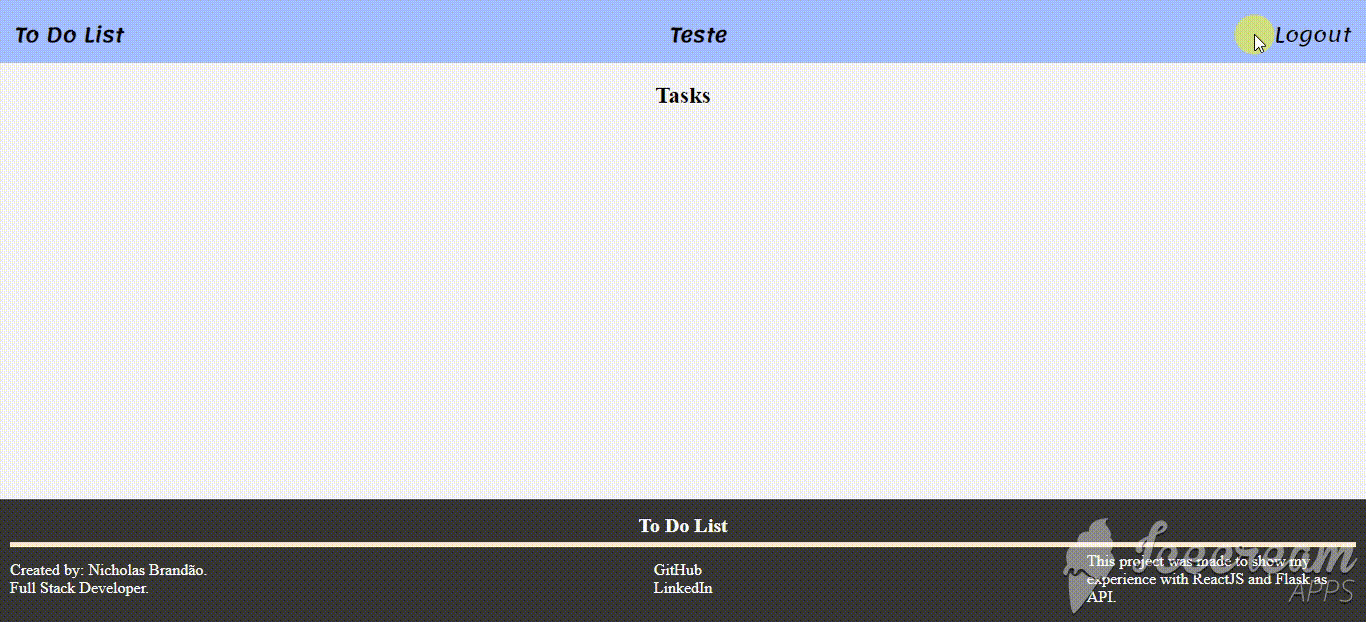 To Do List
Teste
Logout
Tasks
To Do List
Created by: Nicholas Brandão.
Full Stack Developer.
GitHub
LinkedIn
This project was made to show my
experience with ReactJS and Flask as
API.
Icecream
APPS